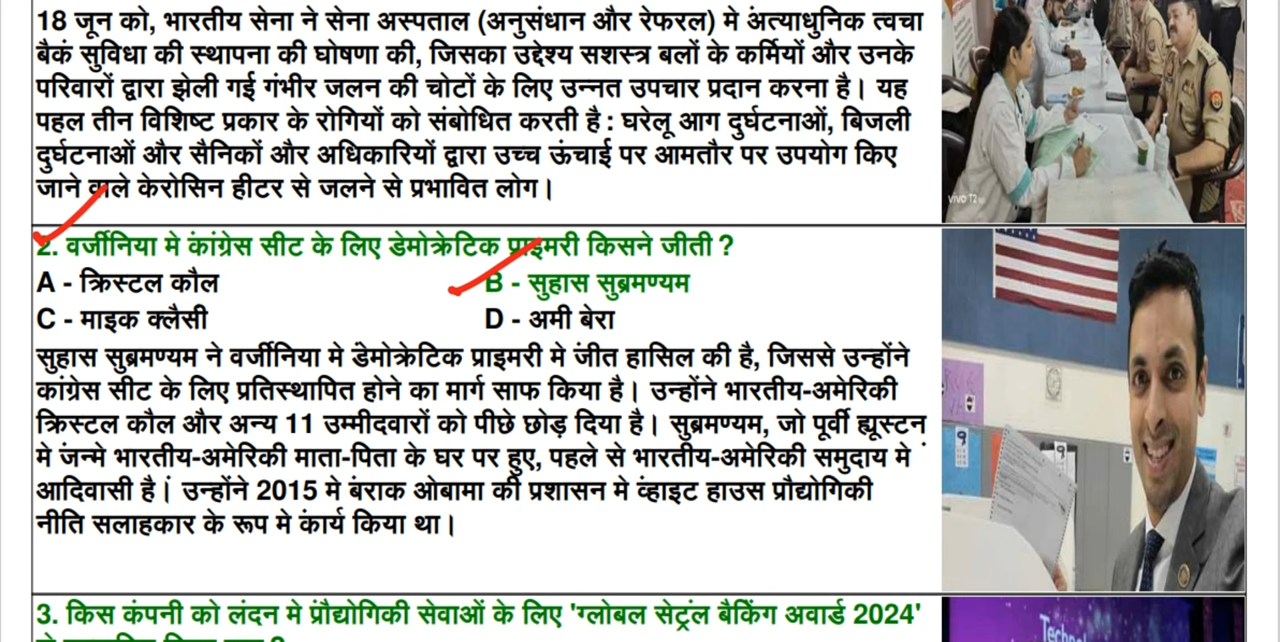 18 जून को, भारतीय सेना ने सेना अस्पताल (अनुसंधान और रेफरल) मे अंत्याधुनिक त्वचा
बैकं सुविधा की स्थापना की घोषणा की, जिसका उद्देश्य सशस्त्र बलों के कर्मियों और उनके
परिवारों द्वारा झेली गई गंभीर जलन की चोटों के लिए उन्नत उपचार प्रदान करना है। यह
पहल तीन विशिष्ट प्रकार के रोगियों को संबोधित करती है: घरेलू आग दुर्घटनाओं, बिजली
दुर्घटनाओं और सैनिकों और अधिकारियों द्वारा उच्च ऊंचाई पर आमतौर पर उपयोग किए
जाने वाले केरोसिन हीटर से जलने से प्रभावित लोग।
VIVO T2
2. वर्जीनिया मे कांग्रेस सीट के लिए डेमोक्रेटिक प्राइमरी किसने जीती ?
A - क्रिस्टल कौल
B - सुहास सुब्रमण्यम
C - माइक क्लैसी
D - अमी बेरा
सुहास सुब्रमण्यम ने वर्जीनिया मे डेमोक्रेटिक प्राइमरी मे जीत हासिल की है, जिससे उन्होंने
कांग्रेस सीट के लिए प्रतिस्थापित होने का मार्ग साफ किया है। उन्होंने भारतीय-अमेरिकी
क्रिस्टल कौल और अन्य 11 उम्मीदवारों को पीछे छोड़ दिया है। सुब्रमण्यम, जो पूर्वी ह्यूस्टन
मे जंन्मे भारतीय-अमेरिकी माता-पिता के घर पर हुए, पहले से भारतीय-अमेरिकी समुदाय मे
आदिवासी है। उन्होंने 2015 मे बंराक ओबामा की प्रशासन मे व्हाइट हाउस प्रौद्योगिकी
नीति सलाहकार के रूप मे कार्य किया था।
9
9
3. किस कंपनी को लंदन मे प्रौद्योगिकी सेवाओं के लिए 'ग्लोबल सेंट्रल बैकिंग अवार्ड 2024'